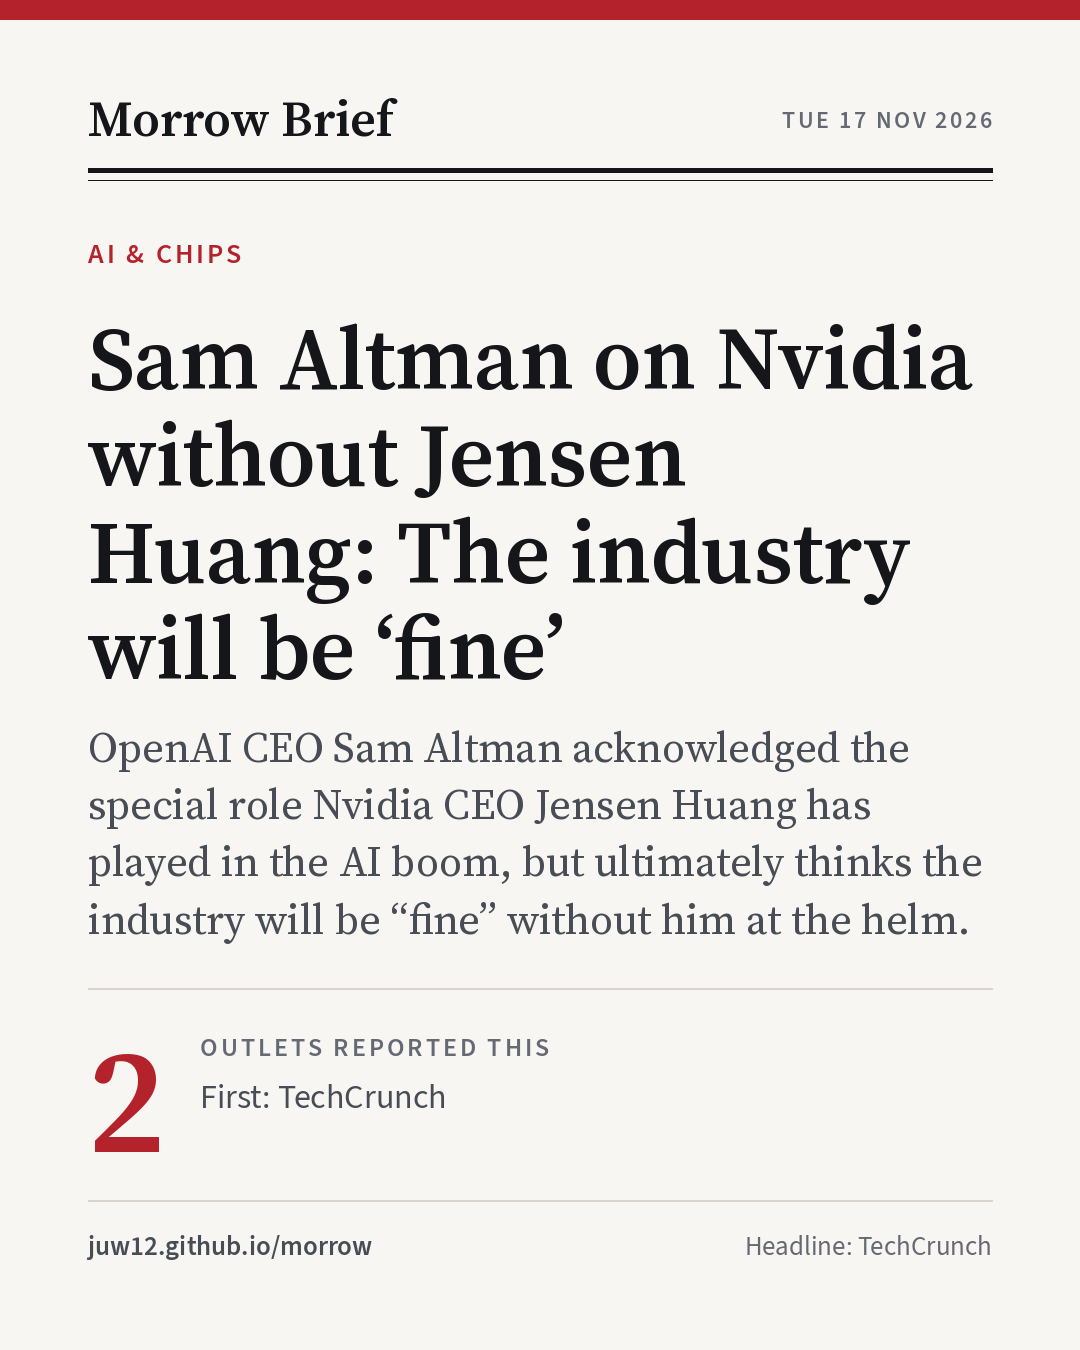 Morrow Brief
TUE 17 NOV 2026
AI & CHIPS
Sam Altman on Nvidia
without Jensen
Huang: The industry
will be ‘fine’
OpenAI CEO Sam Altman acknowledged the
special role Nvidia CEO Jensen Huang has
played in the AI boom, but ultimately thinks the
industry will be “fine” without him at the helm.
2
OUTLETS REPORTED THIS
First: TechCrunch
juw12.github.io/morrow
Headline: TechCrunch